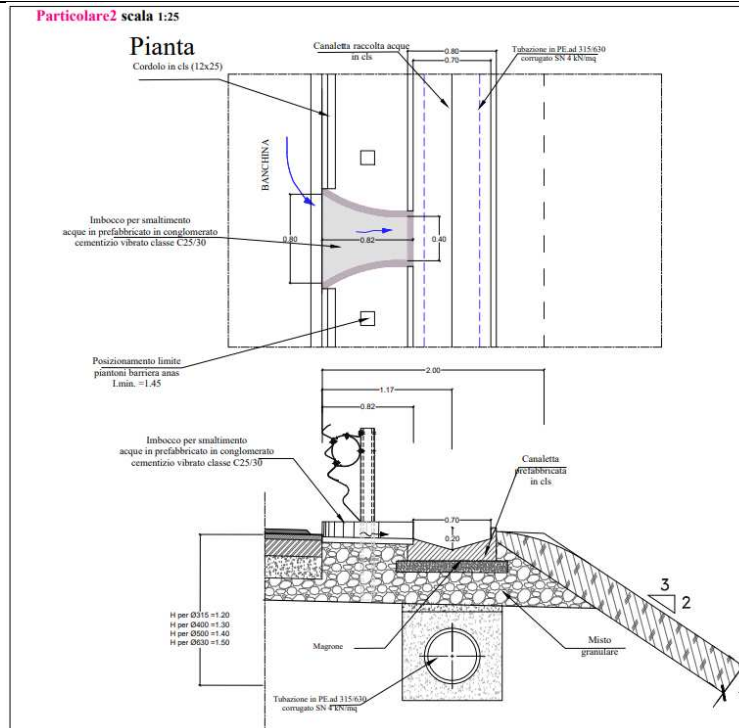 Particolare2 scala 1:25
Pianta
Cordolo in cls (12x25)
Canaletta raccolta acque
in cls
0.80
0.70
Tubazione in PE.ad 315/630
corrugato SN 4 kN/mq
BANCHINA
Imbocco per smaltimento
acque in prefabbricato in conglomerato
cementizio vibrato classe C25/30
0.80
0.82
0.40
Posizionamento limite
piantoni barriera anas
Lmin. =1.45
2.00
1.17
0.82
Imbocco per smaltimento
acque in prefabbricato in conglomerato
cementizio vibrato classe C25/30
Canaletta
prefabbricata
in cls
0.70
0.20
3
2
H per Ø315 =1.20
H per Ø400 =1.30
H per Ø500 =1.40
H per Ø630 =1.50
Magrone
Misto
granulare
Tubazione in PE.ad 315/630
corrugato SN 4 kN/mq